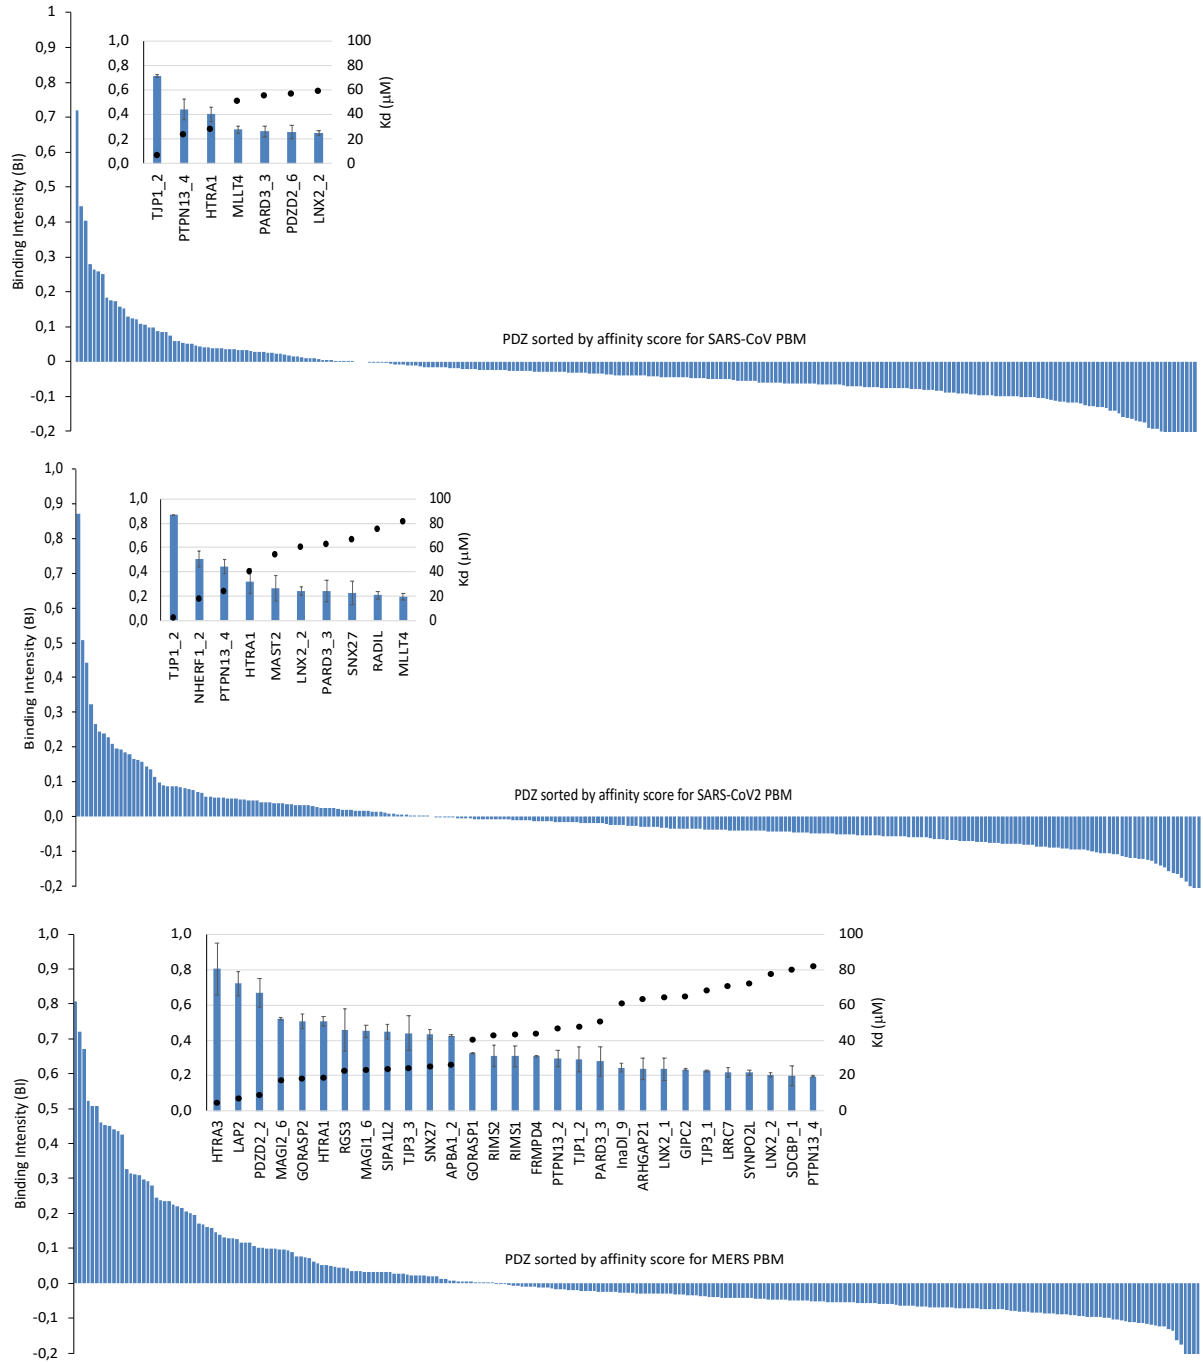 1
0,9
0,8
0,7
0,6
0,5
0,4
0,3
0,2
0,1
0
-0,1
-0,2
Binding Intensity (BI)
1,0
0,8
0,6
0,4
0,2
0,0
100
80
60
40
20
0
Kd (μM)
TJP1_2
PTPN13_4
HTRA1
MLLT4
PARD3_3
PDZD2_6
LNX2_2
PDZ sorted by affinity score for SARS-CoV PBM
1,0
0,9
0,8
0,7
0,6
0,5
0,4
0,3
0,2
0,1
0,0
-0,1
-0,2
Binding Intensity (BI)
1,0
0,8
0,6
0,4
0,2
0,0
100
80
60
40
20
0
Kd (μM)
TJP1_2
NHERF1_2
PTPN13_4
HTRA1
MAST2
LNX2_2
PARD3_3
SNX27
RADIL
MLLT4
PDZ sorted by affinity score for SARS-CoV2 PBM
1,0
0,9
0,8
0,7
0,6
0,5
0,4
0,3
0,2
0,1
0,0
-0,1
-0,2
Binding Intensity (BI)
1,0
0,8
0,6
0,4
0,2
0,0
100
80
60
40
20
0
Kd (μM)
HTRA3
LAP2
PDZD2_2
MAGI2_6
GORASP2
HTRA1
RGS3
MAGI1_6
SIPA1L2
TJP3_3
SNX27
APBA1_2
GORASP1
RIMS2
RIMS1
FRMPD4
PTPN13_2
TJP1_2
PARD3_3
InaDl_9
ARHGAP21
LNX2_1
GIPC2
TJP3_1
LRRC7
SYNPO2L
LNX2_2
SDCBP_1
PTPN13_4
PDZ sorted by affinity score for MERS PBM